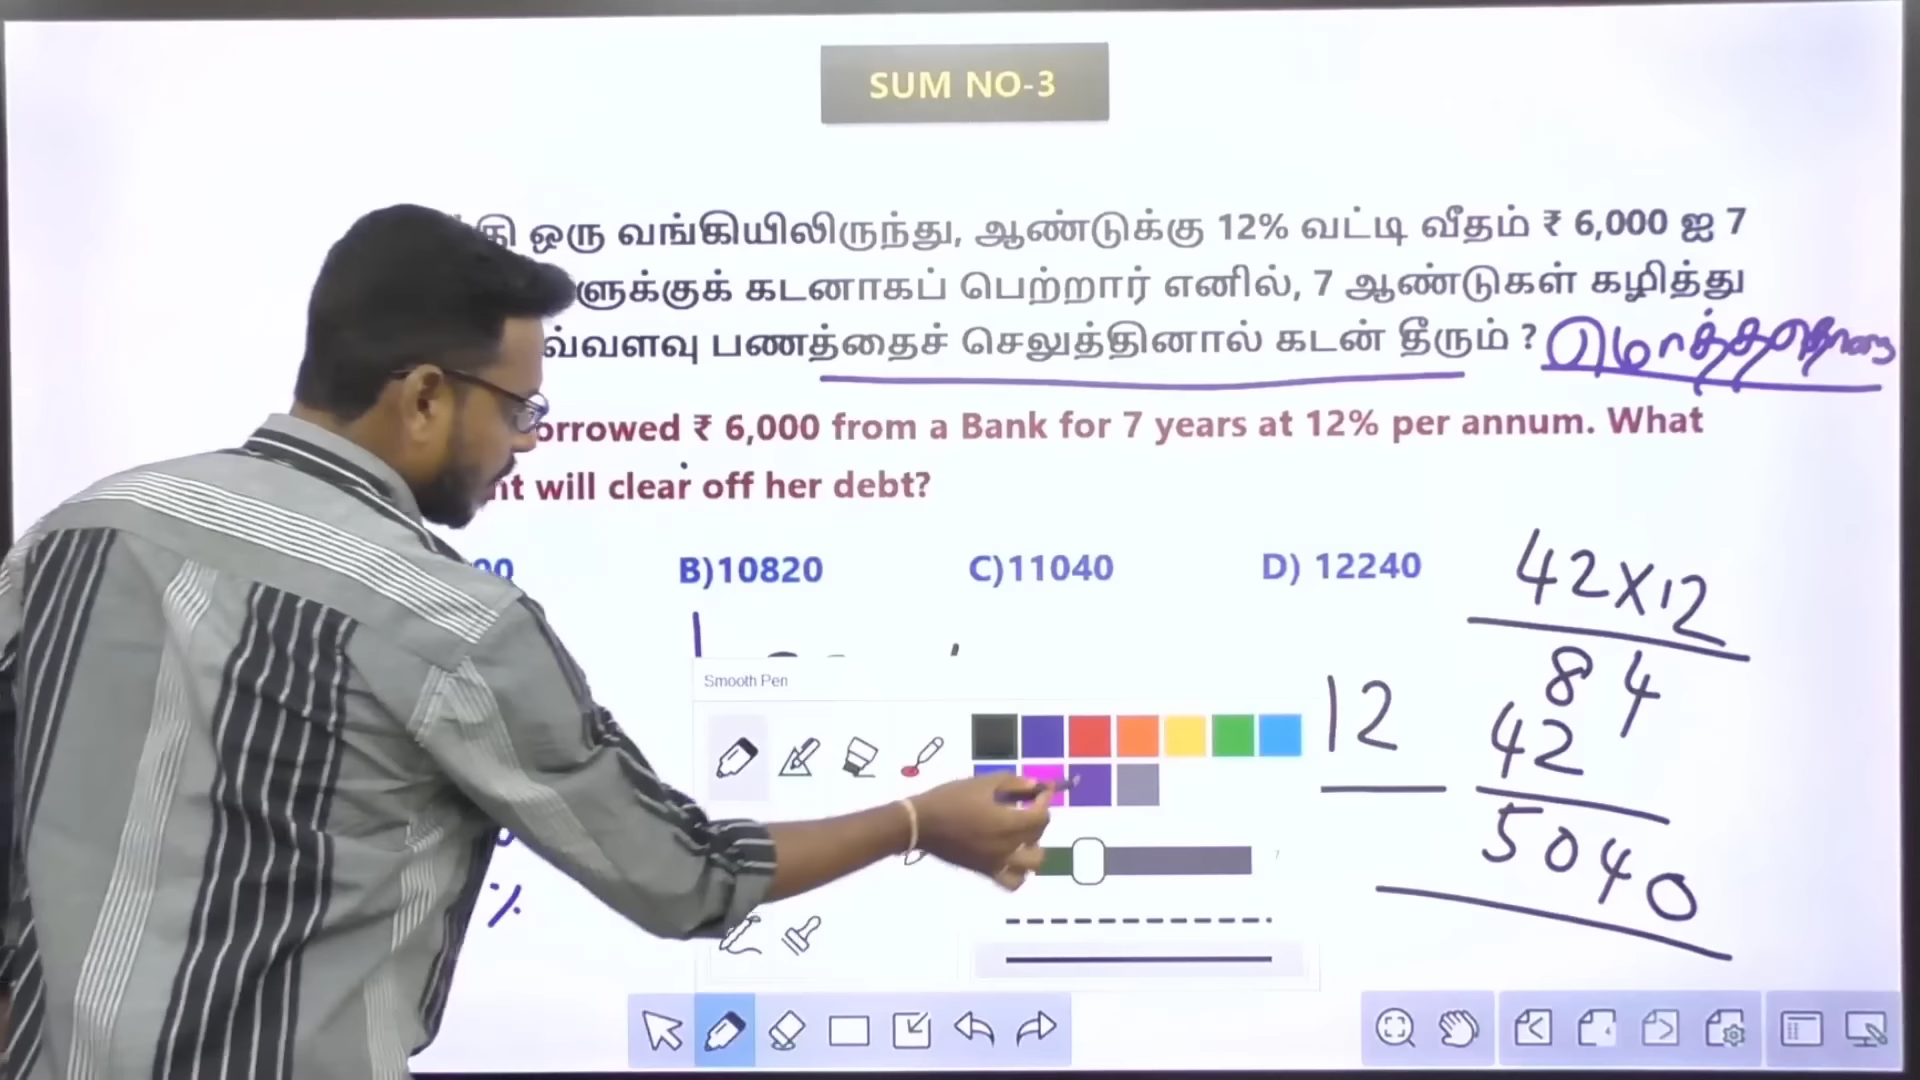 SUM NO-3
ஒரு வங்கியிலிருந்து, ஆண்டுக்கு 12% வட்டி வீதம் ₹ 6,000 ஐ 7
கடனாகப் பெற்றார் எனில், 7 ஆண்டுகள் கழித்து
பணத்தைச் செலுத்தினால் கடன் தீரும் ?
₹ 6,000 from a Bank for 7 years at 12% per annum. What
will clear off her debt?
B)10820 C)11040 D) 12240
42X12
84
42
5040
12
Smooth Pen
%